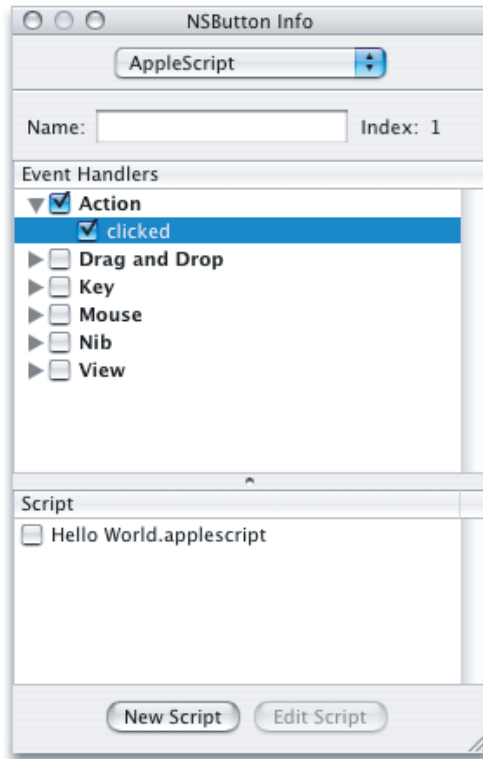 NSButton Info
AppleScript
Name: Index: 1
Event Handlers
Action
clicked
Drag and Drop
Key
Mouse
Nib
View
Script
Hello World.applescript
New Script Edit Script